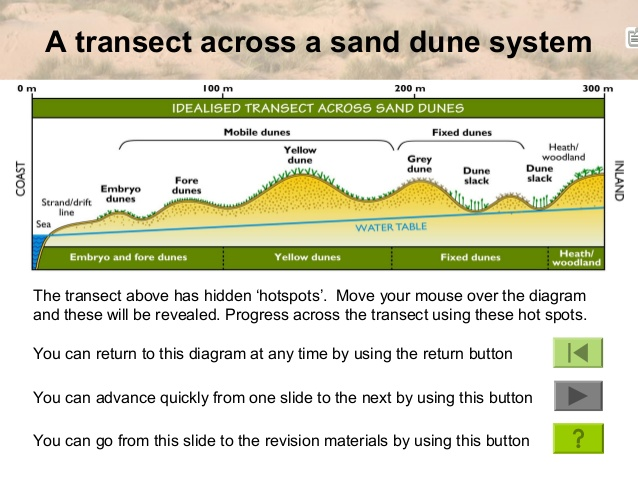 A transect across a sand dune system
0 m 100 m 200 m 300 m
IDEALISED TRANSECT ACROSS SAND DUNES
Mobile dunes Fixed dunes
COAST
Sea
Strand/drift
line
Embryo
dunes
Fore
dunes
Yellow
dune
Grey
dune
Dune
slack
Dune
slack
Heath/
woodland
INLAND
WATER TABLE
Embryo and fore dunes Yellow dunes Fixed dunes Heath/
woodland
The transect above has hidden ‘hotspots’. Move your mouse over the diagram
and these will be revealed. Progress across the transect using these hot spots.
You can return to this diagram at any time by using the return button
You can advance quickly from one slide to the next by using this button
You can go from this slide to the revision materials by using this button
?